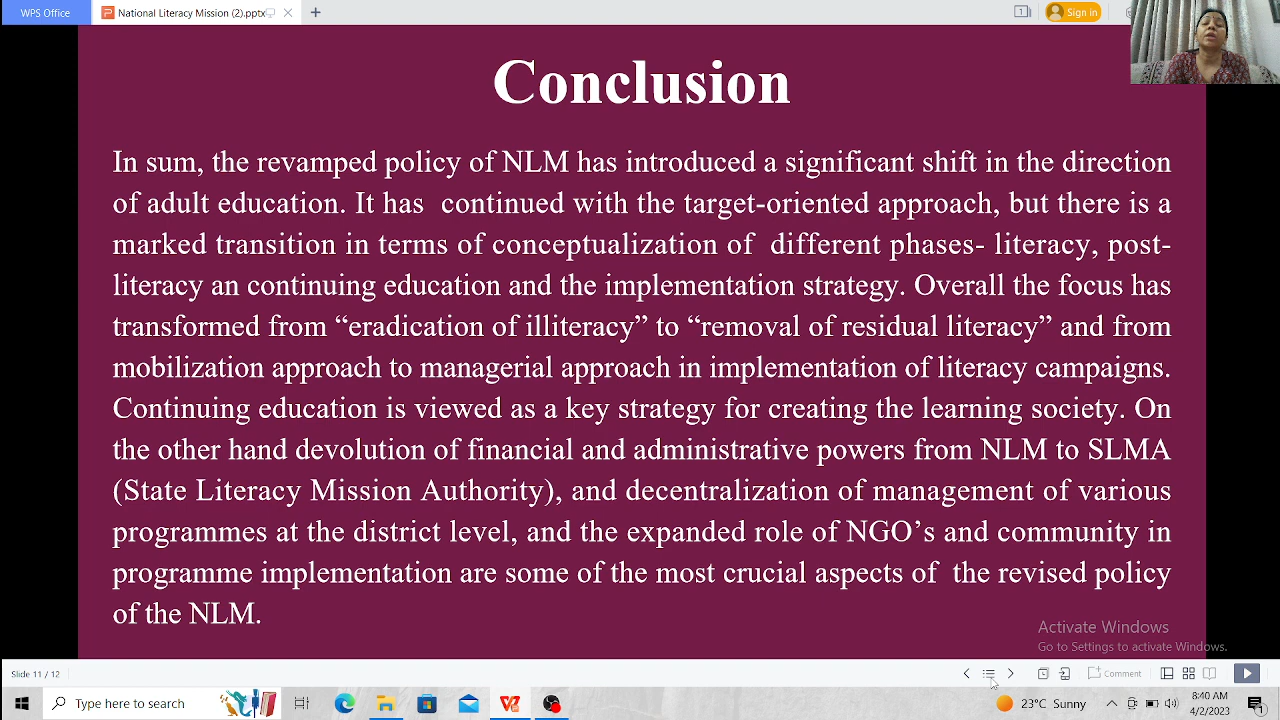 WPS Office
National Literacy Mission (2).pptx
Sign in
Conclusion
In sum, the revamped policy of NLM has introduced a significant shift in the direction
of adult education. It has  continued with the target-oriented approach, but there is a
marked transition in terms of conceptualization of  different phases- literacy, post-
literacy an continuing education and the implementation strategy. Overall the focus has
transformed from “eradication of illiteracy” to “removal of residual literacy” and from
mobilization approach to managerial approach in implementation of literacy campaigns.
Continuing education is viewed as a key strategy for creating the learning society. On
the other hand devolution of financial and administrative powers from NLM to SLMA
(State Literacy Mission Authority), and decentralization of management of various
programmes at the district level, and the expanded role of NGO’s and community in
programme implementation are some of the most crucial aspects of  the revised policy
of the NLM.
Activate Windows
Go to Settings to activate Windows.
Slide 11 / 12
Comment
Type here to search
23°C Sunny
8:40 AM
4/2/2023